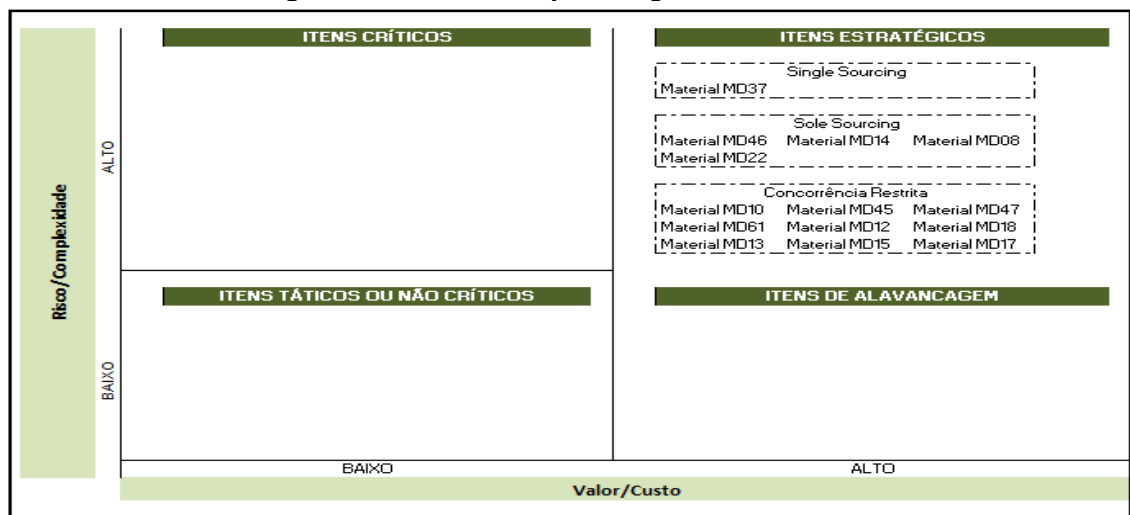 ITENS CRÍTICOS
ITENS ESTRATÉGICOS
Single Sourcing
Material MD37
Sole Sourcing
Material MD46 Material MD14 Material MD08
Material MD22
Concorrência Restrita
Material MD10 Material MD45 Material MD47
Material MD61 Material MD12 Material MD18
Material MD13 Material MD15 Material MD17
Risco/Complexidade
ALTO
ITENS TÁTICOS OU NÃO CRÍTICOS
ITENS DE ALAVANCAGEM
BAIXO
BAIXO
ALTO
Valor/Custo